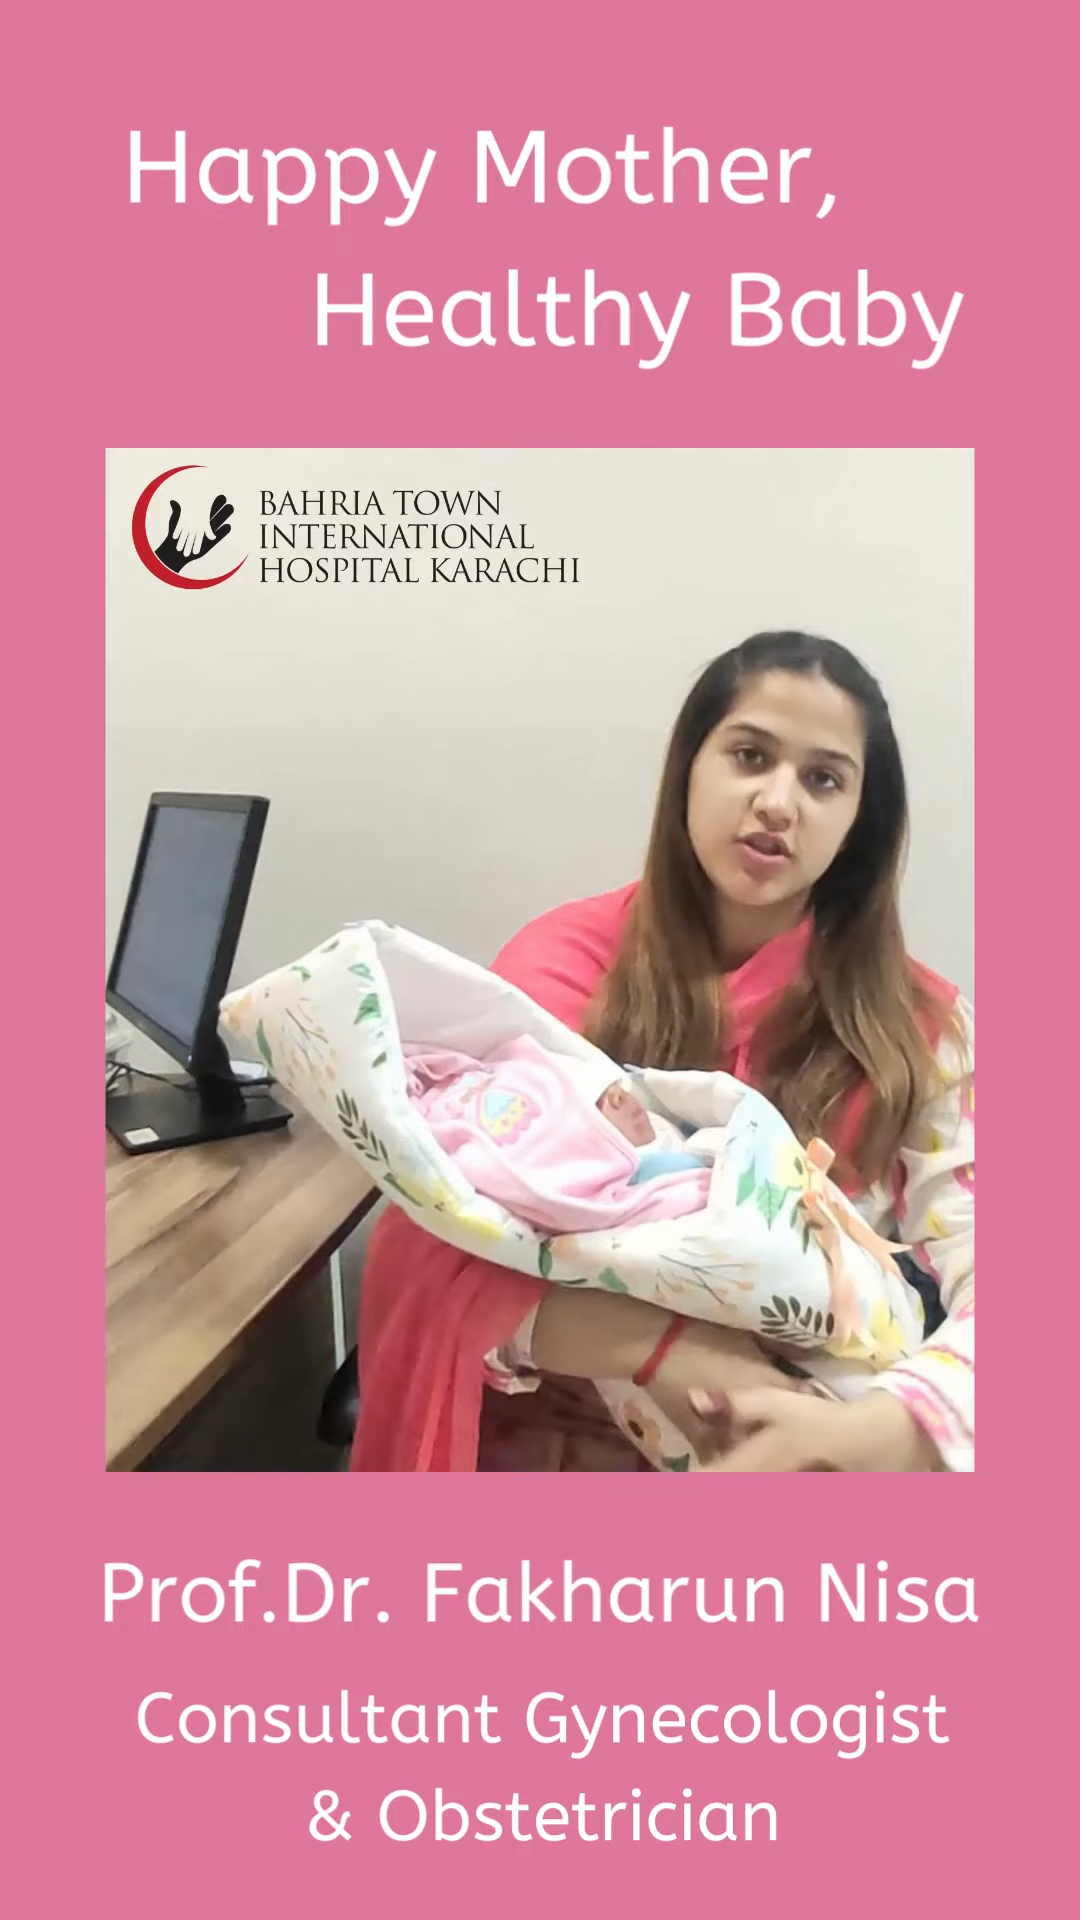 Happy Mother,
Healthy Baby
BAHRIA TOWN
INTERNATIONAL
HOSPITAL KARACHI
Prof.Dr. Fakharun Nisa
Consultant Gynecologist
& Obstetrician